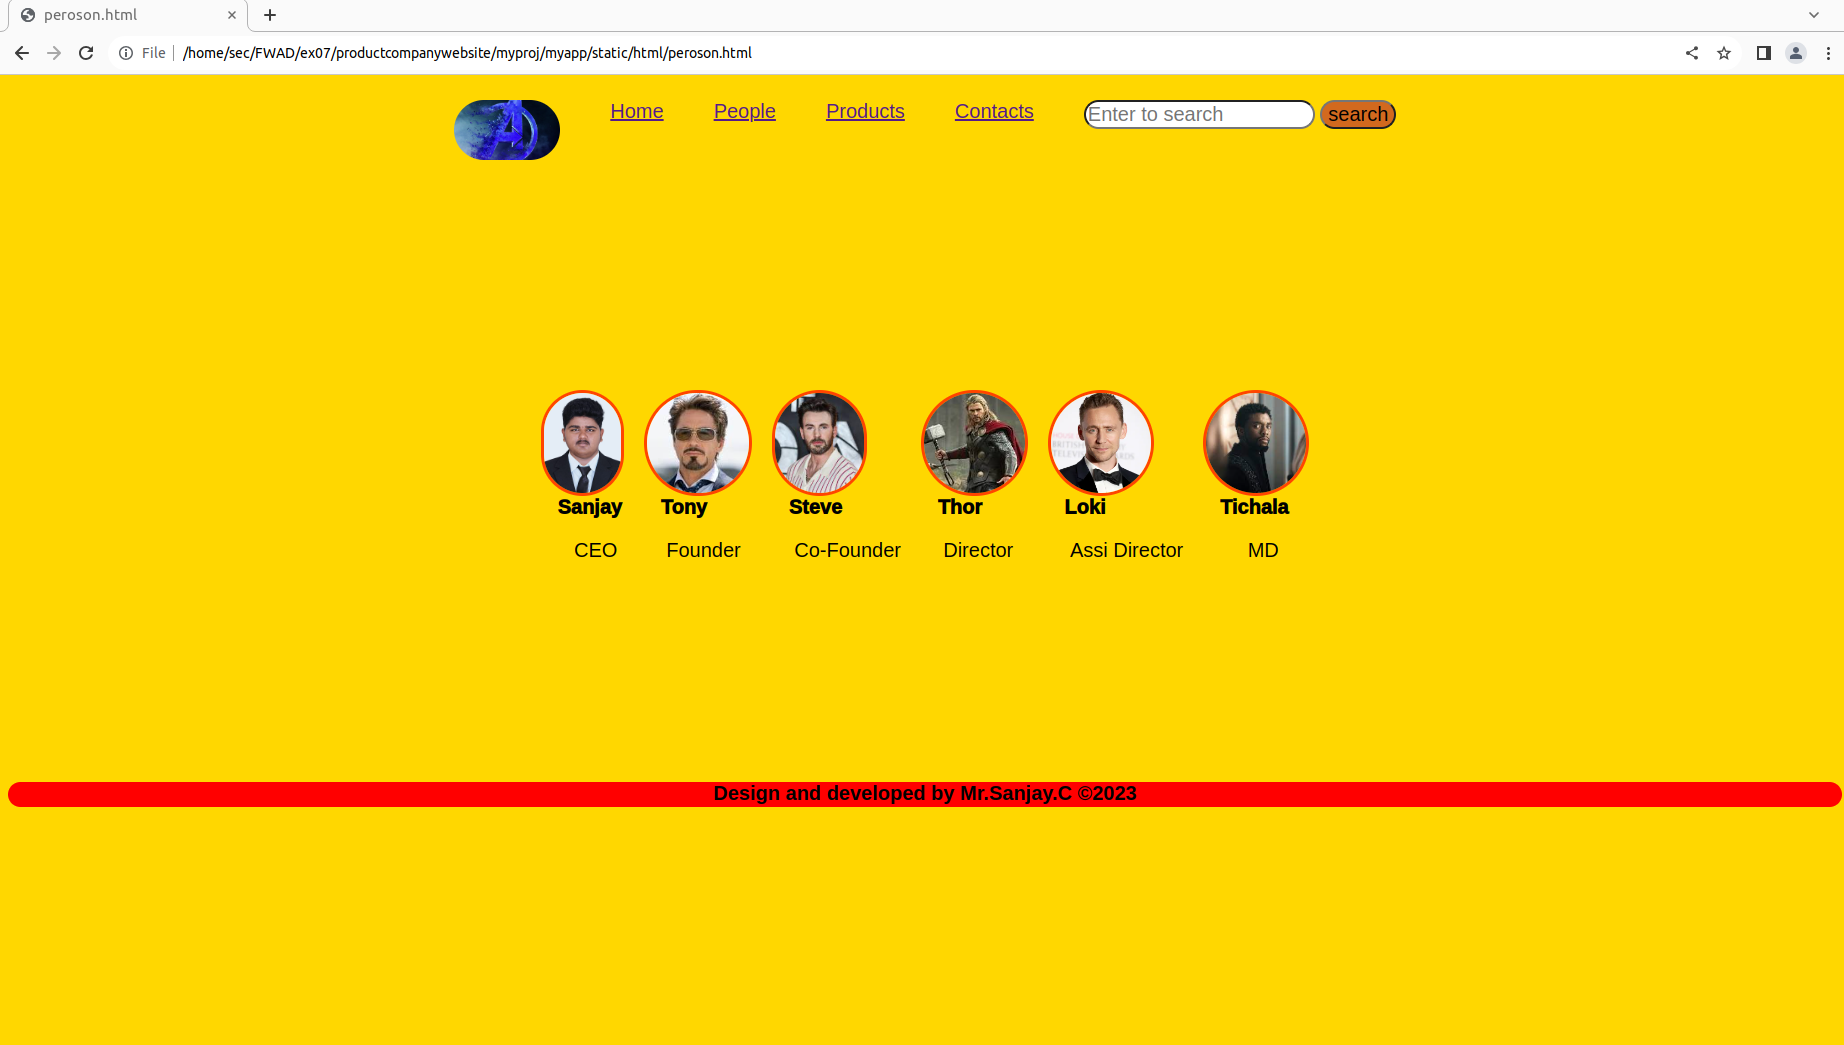 peroson.html
File /home/sec/FWAD/ex07/productcompanywebsite/myproj/myapp/static/html/peroson.html
Home People Products Contacts Enter to search search
Sanjay Tony Steve Thor Loki Tichala
CEO Founder Co-Founder Director Assi Director MD
Design and developed by Mr.Sanjay.C ©2023